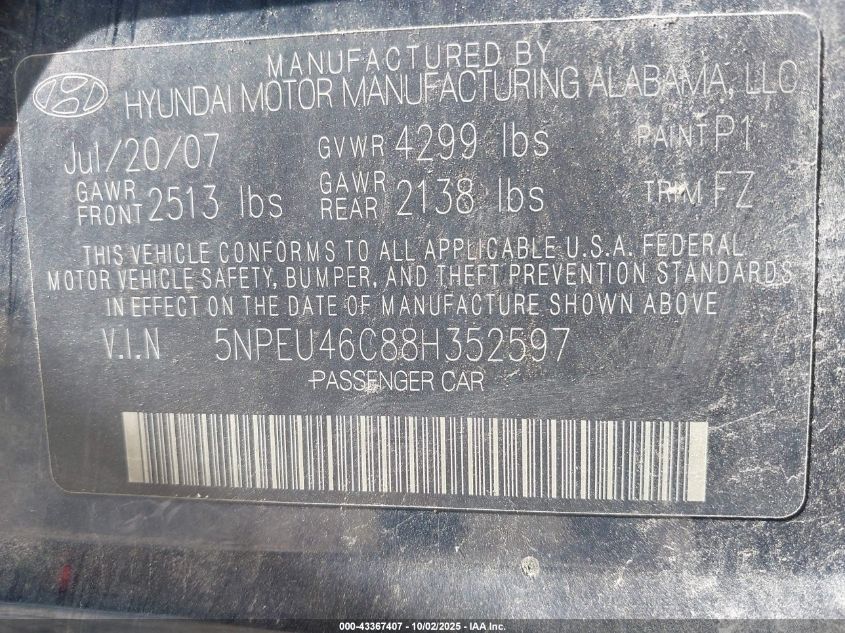 MANUFACTURED BY
HYUNDAI MOTOR MANUFACTURING ALABAMA, LLC
Jul/20/07 GVWR 4299 lbs PAINT P1
GAWR FRONT 2513 lbs GAWR REAR 2138 lbs TRIM FZ
THIS VEHICLE CONFORMS TO ALL APPLICABLE U.S.A. FEDERAL
MOTOR VEHICLE SAFETY, BUMPER, AND THEFT PREVENTION STANDARDS
IN EFFECT ON THE DATE OF MANUFACTURE SHOWN ABOVE
V.I.N 5NPEU46C88H352597
PASSENGER CAR
000-43367407 - 10/02/2025 - IAA Inc.